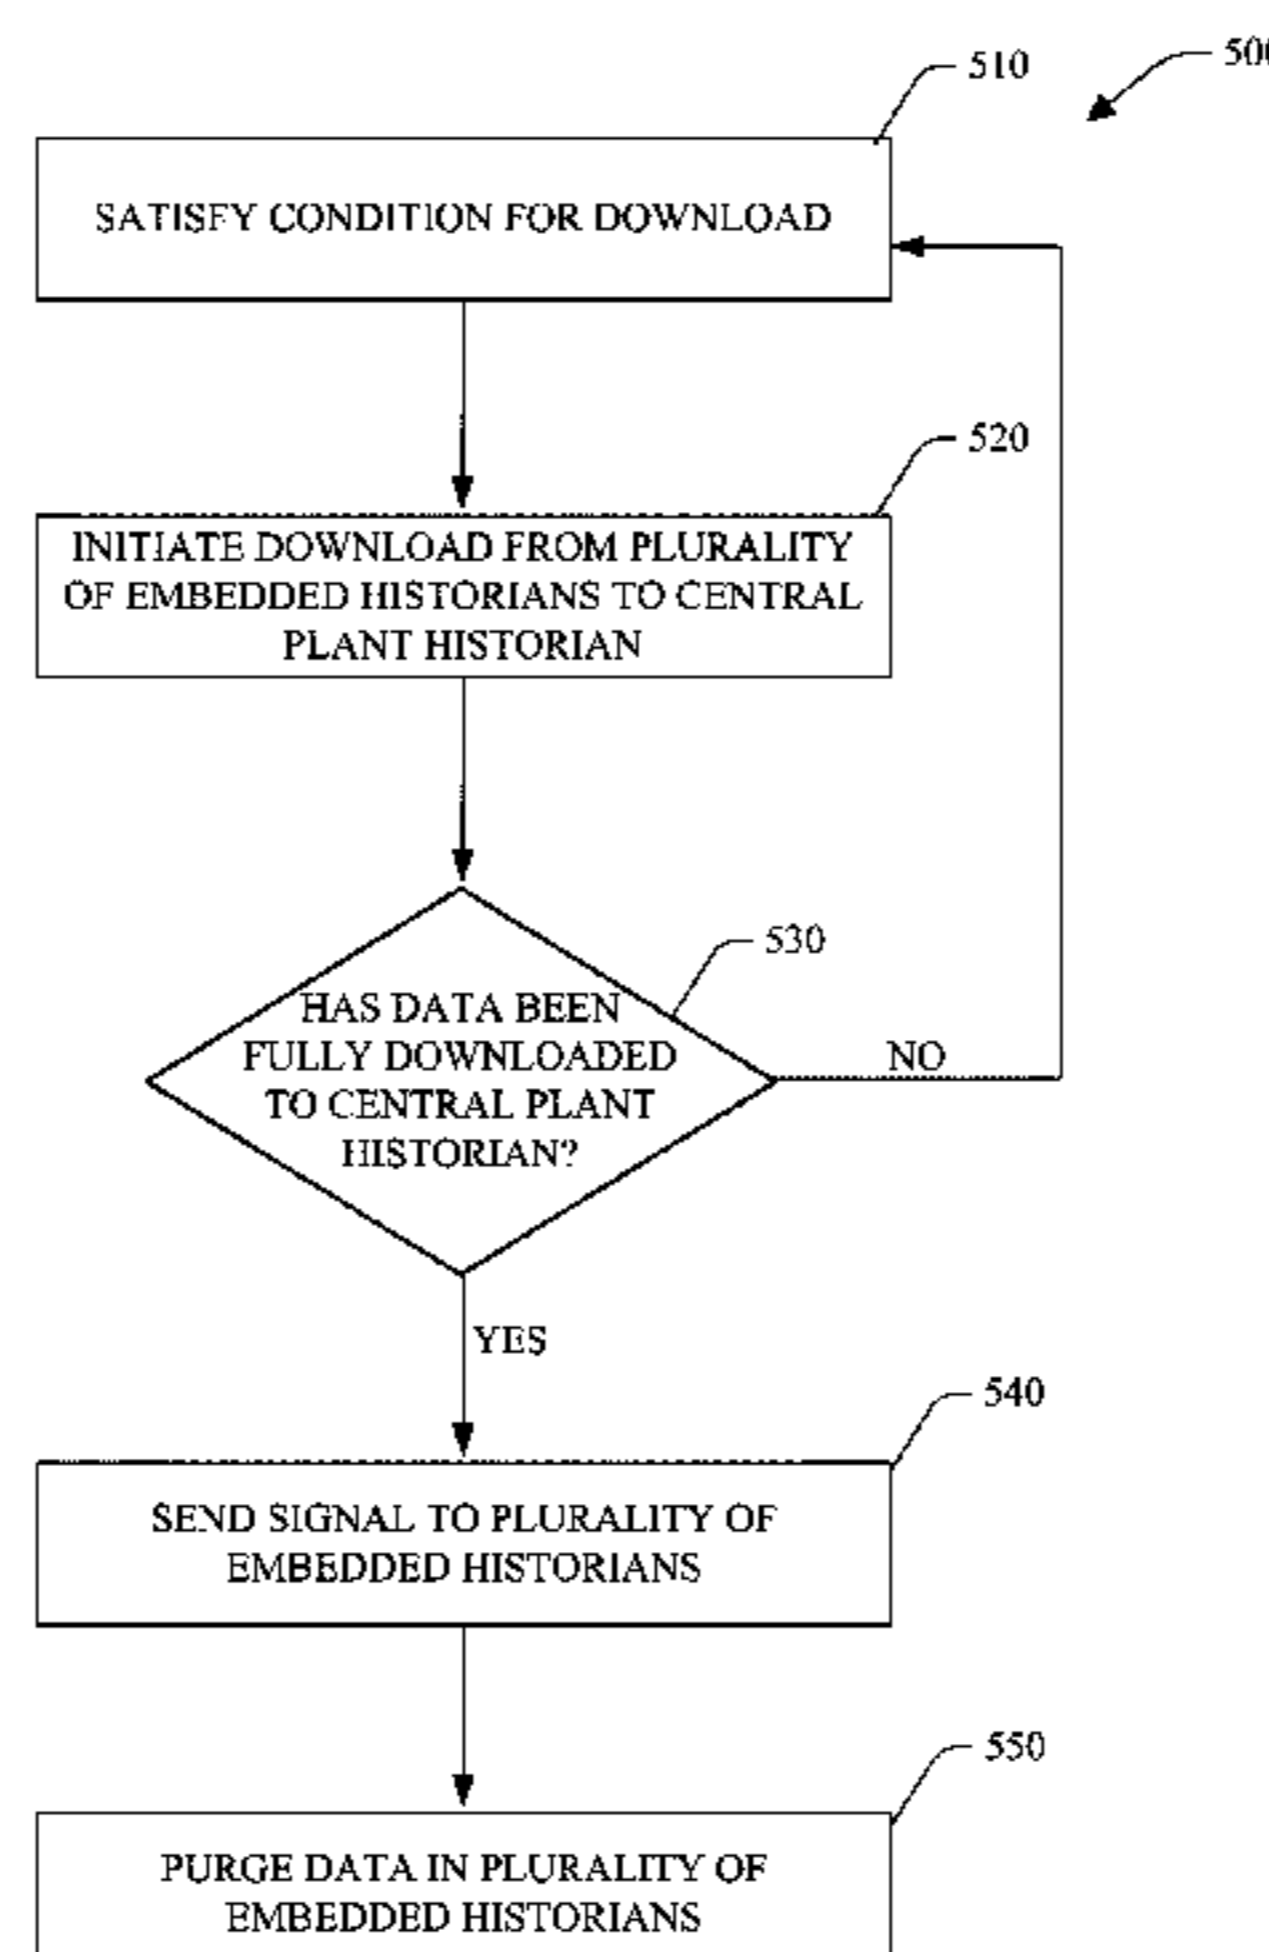 510
500
SATISFY CONDITION FOR DOWNLOAD
520
INITIATE DOWNLOAD FROM PLURALITY
OF EMBEDDED HISTORIANS TO CENTRAL
PLANT HISTORIAN
530
HAS DATA BEEN
FULLY DOWNLOADED
TO CENTRAL PLANT
HISTORIAN?
NO
YES
540
SEND SIGNAL TO PLURALITY OF
EMBEDDED HISTORIANS
550
PURGE DATA IN PLURALITY OF
EMBEDDED HISTORIANS